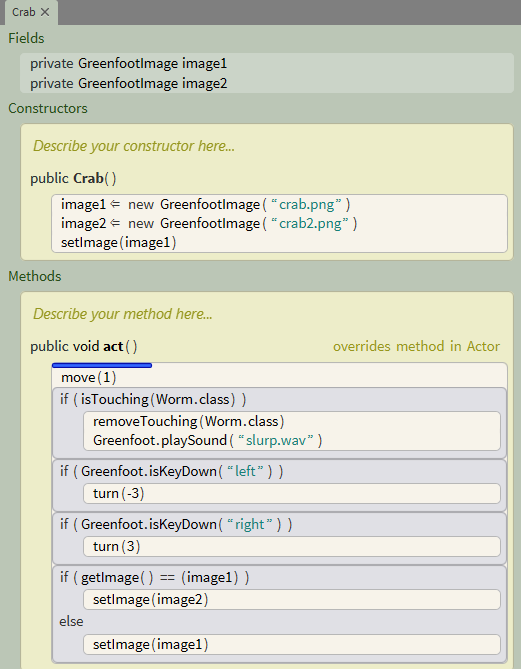 Crab ✕
Fields
private GreenfootImage image1
private GreenfootImage image2
Constructors
Describe your constructor here...
public Crab()
image1 ⇐ new GreenfootImage(“crab.png”)
image2 ⇐ new GreenfootImage(“crab2.png”)
setImage(image1)
Methods
Describe your method here...
public void act() overrides method in Actor
move(1)
if (isTouching(Worm.class))
removeTouching(Worm.class)
Greenfoot.playSound(“slurp.wav”)
if (Greenfoot.isKeyDown(“left”))
turn(-3)
if (Greenfoot.isKeyDown(“right”))
turn(3)
if (getImage() == (image1))
setImage(image2)
else
setImage(image1)